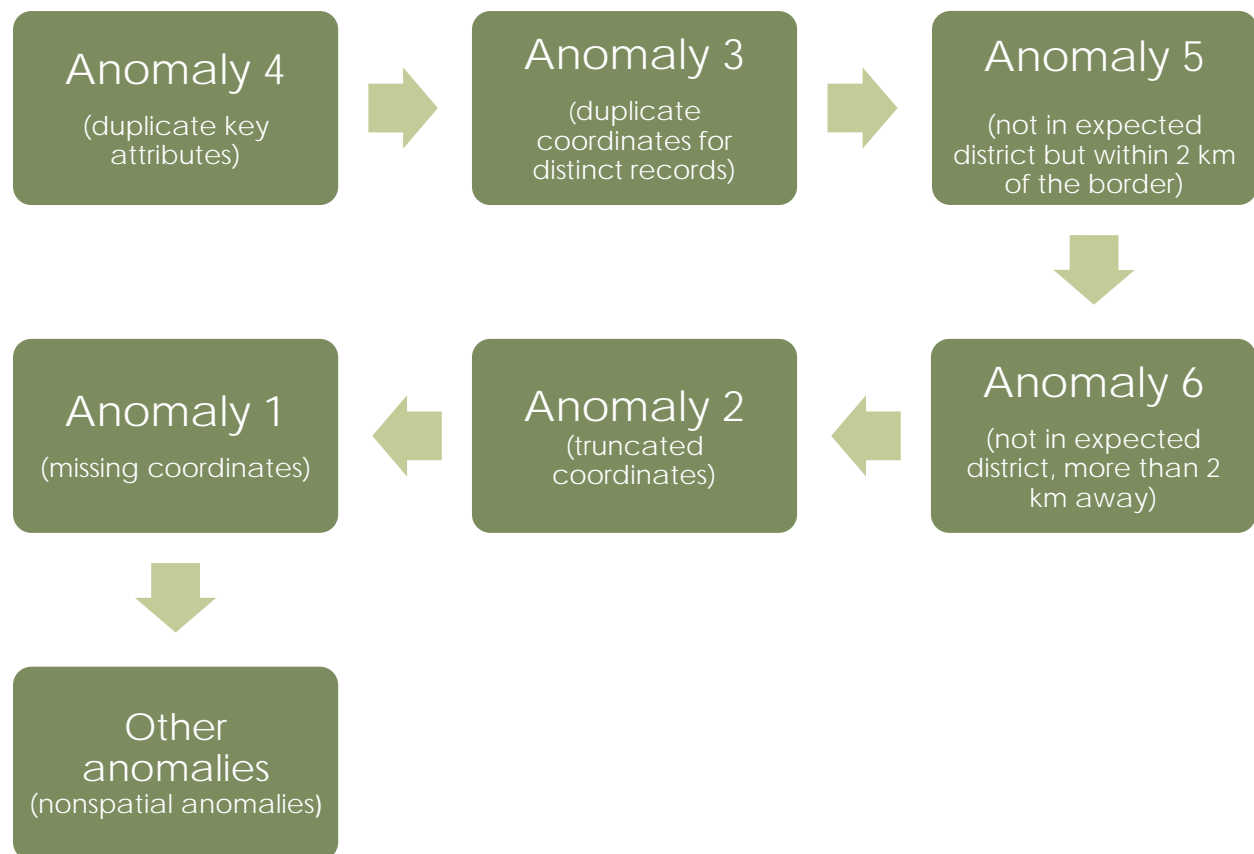 Anomaly 4
(duplicate key
attributes)
Anomaly 3
(duplicate
coordinates for
distinct records)
Anomaly 5
(not in expected
district but within 2 km
of the border)
Anomaly 6
(not in expected
district, more than 2
km away)
Anomaly 2
(truncated
coordinates)
Anomaly 1
(missing coordinates)
Other
anomalies
(nonspatial anomalies)